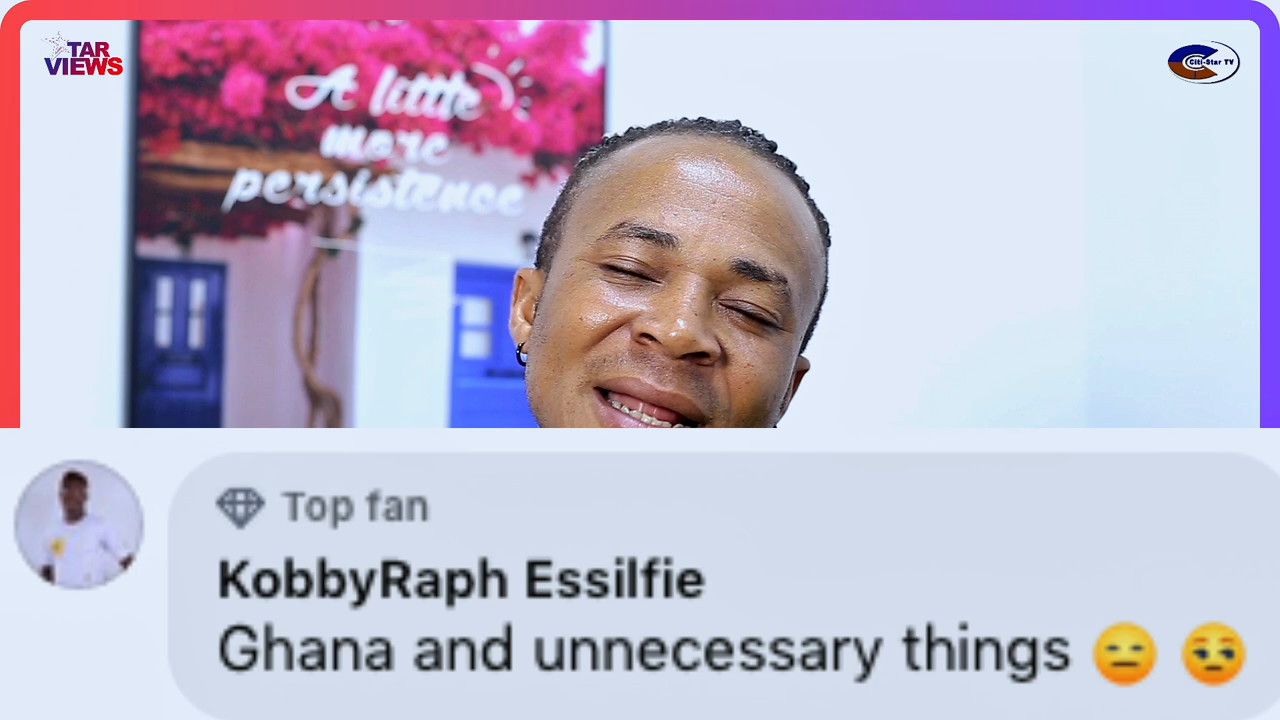 TAR
VIEWS
Citi-Star TV
A little
more
persistence
Top fan
KobbyRaph Essilfie
Ghana and unnecessary things 😑 😒